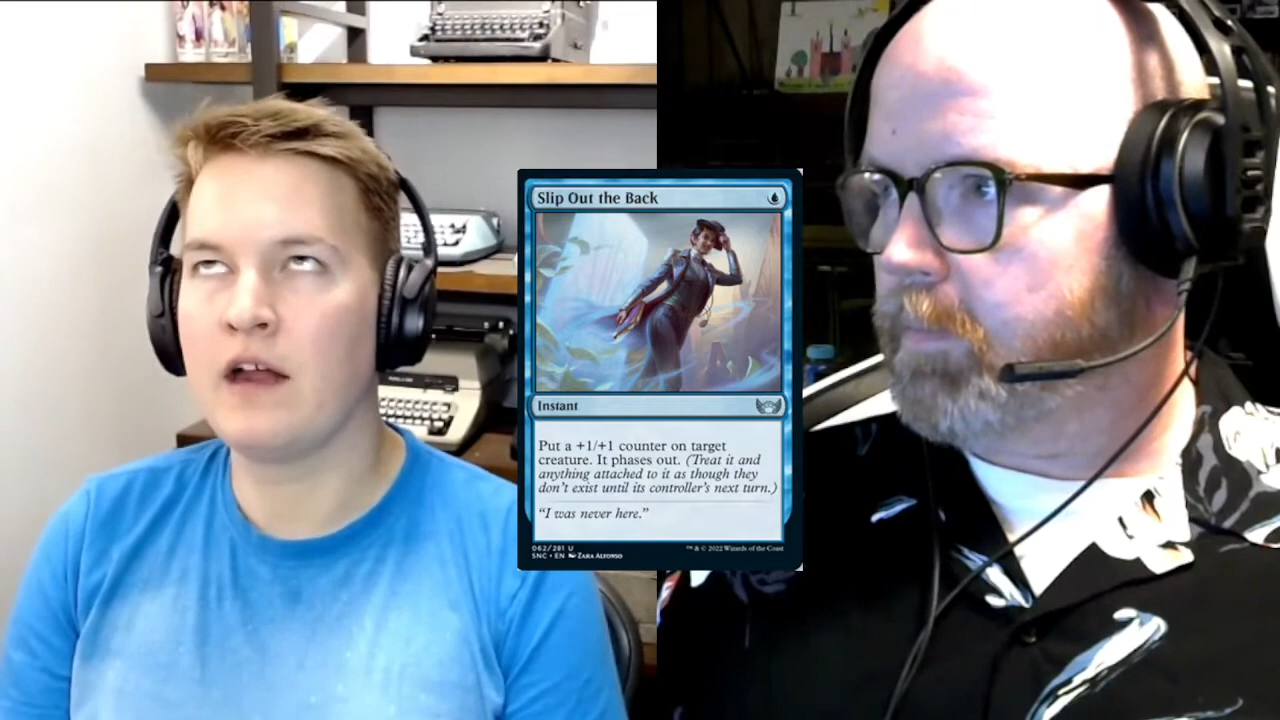 Slip Out the Back
Instant
Put a +1/+1 counter on target
creature. It phases out. (Treat it and
anything attached to it as though they
don't exist until its controller's next turn.)
"I was never here."
062/281 U
SNC • EN Zara Alfonso
™ & © 2022 Wizards of the Coast